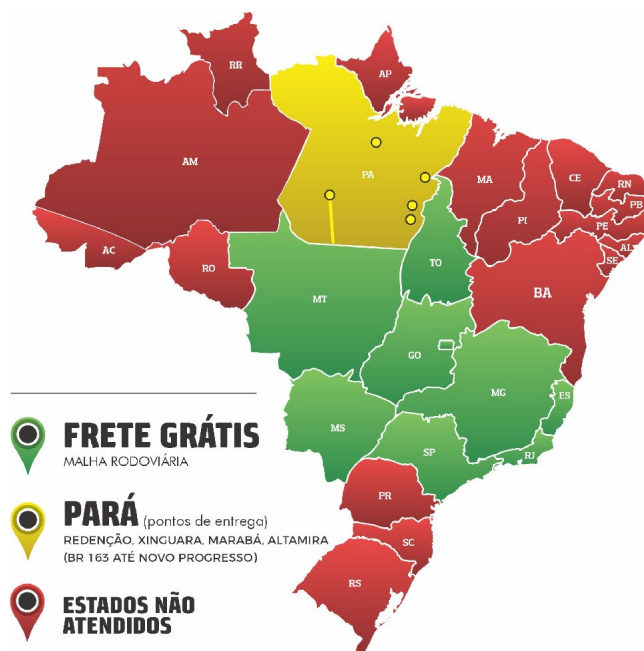 RR
AP
AM
PA
MA
CE
RN
PB
PI
PE
AL
SE
AC
RO
TO
BA
MT
GO
MG
ES
MS
SP
RJ
PR
SC
RS
FRETE GRÁTIS
MALHA RODOVIÁRIA
PARÁ (pontos de entrega)
REDENÇÃO, XINGUARA, MARABÁ, ALTAMIRA
(BR 163 ATÉ NOVO PROGRESSO)
ESTADOS NÃO
ATENDIDOS